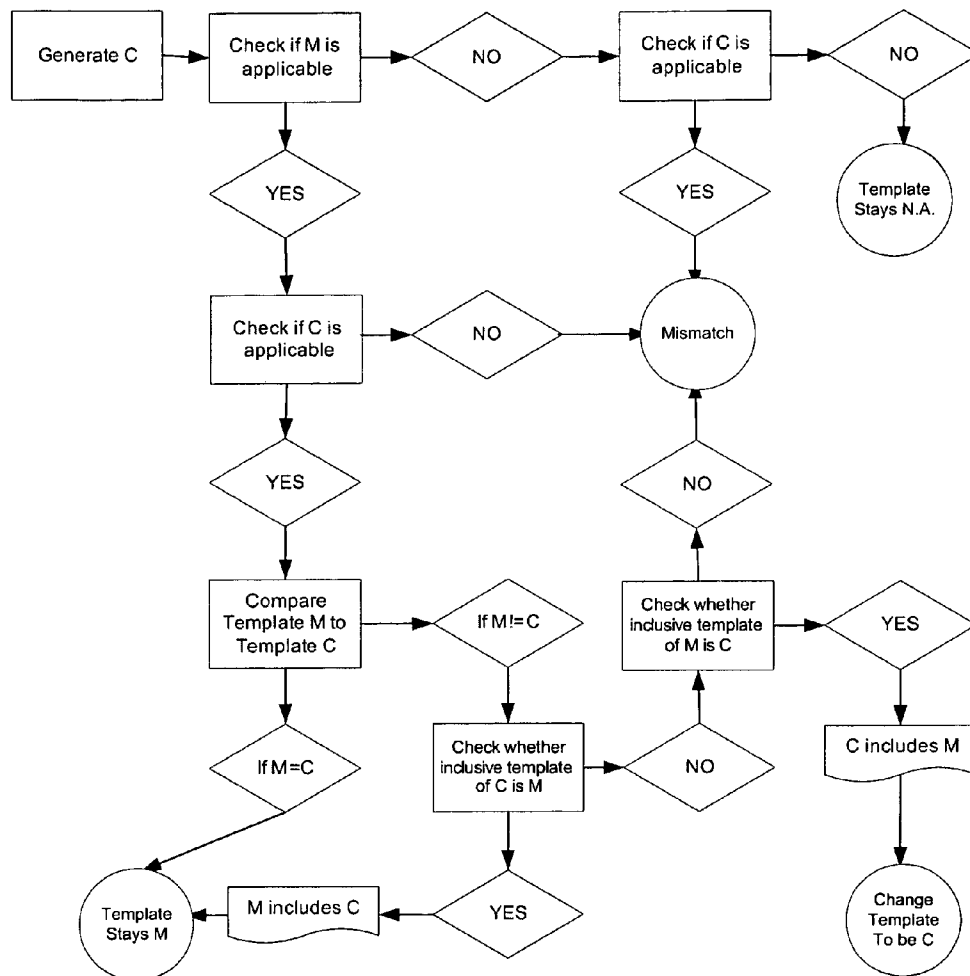 Generate C
Check if M is
applicable
NO
Check if C is
applicable
NO
YES
YES
Template
Stays N.A.
Check if C is
applicable
NO
Mismatch
YES
NO
Compare
Template M to
Template C
If M!=C
Check whether
inclusive template
of M is C
YES
If M=C
Check whether
inclusive template
of C is M
NO
C includes M
Template
Stays M
M includes C
YES
Change
Template
To be C